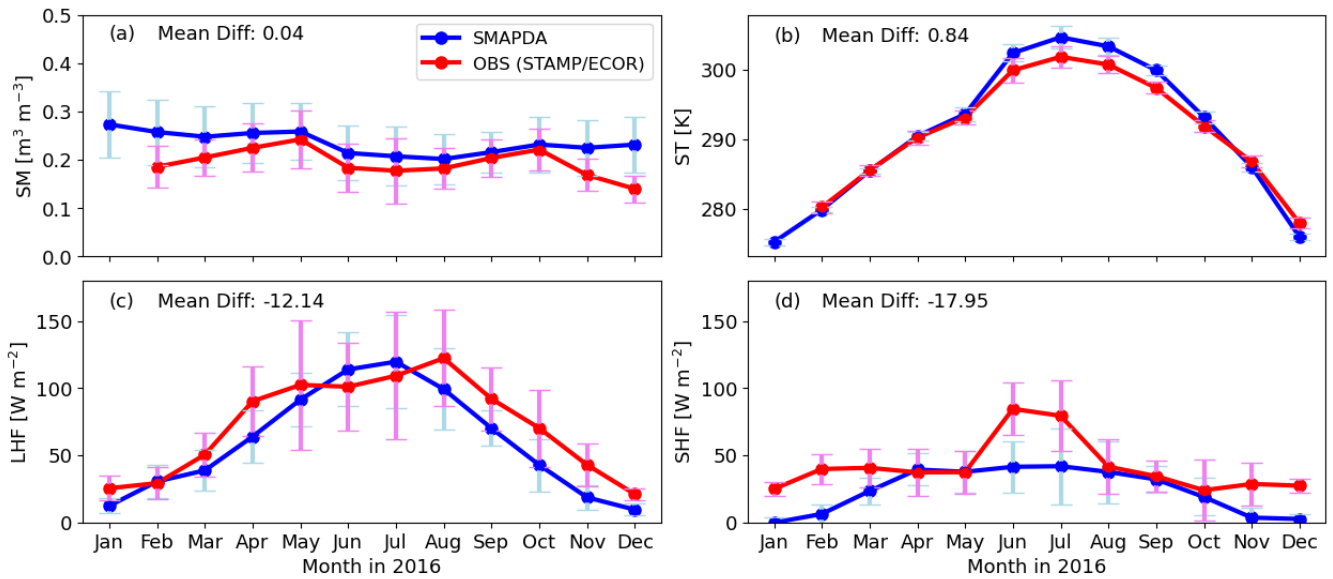 (a) Mean Diff: 0.04
SMAPDA
OBS (STAMP/ECOR)
SM [m³ m⁻³]
0.5
0.4
0.3
0.2
0.1
0.0
(b) Mean Diff: 0.84
ST [K]
300
290
280
(c) Mean Diff: -12.14
LHF [W m⁻²]
150
100
50
0
Jan Feb Mar Apr May Jun Jul Aug Sep Oct Nov Dec
Month in 2016
(d) Mean Diff: -17.95
SHF [W m⁻²]
150
100
50
0
Jan Feb Mar Apr May Jun Jul Aug Sep Oct Nov Dec
Month in 2016